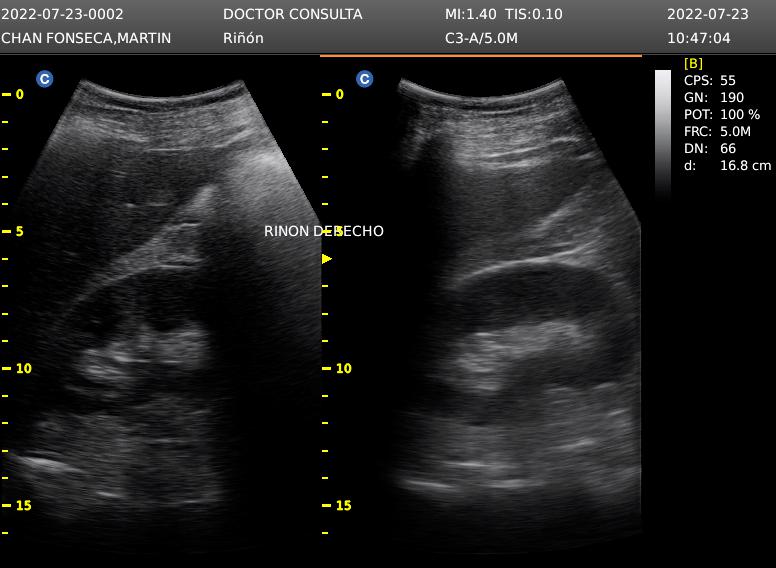 2022-07-23-0002 DOCTOR CONSULTA MI:1.40 TIS:0.10 2022-07-23
CHAN FONSECA,MARTIN Riñón C3-A/5.0M 10:47:04
C
C
[B]
0
0
CPS: 55
GN: 190
POT: 100 %
FRC: 5.0M
DN: 66
d: 16.8 cm
5
RINON DERECHO
5
10
10
15
15